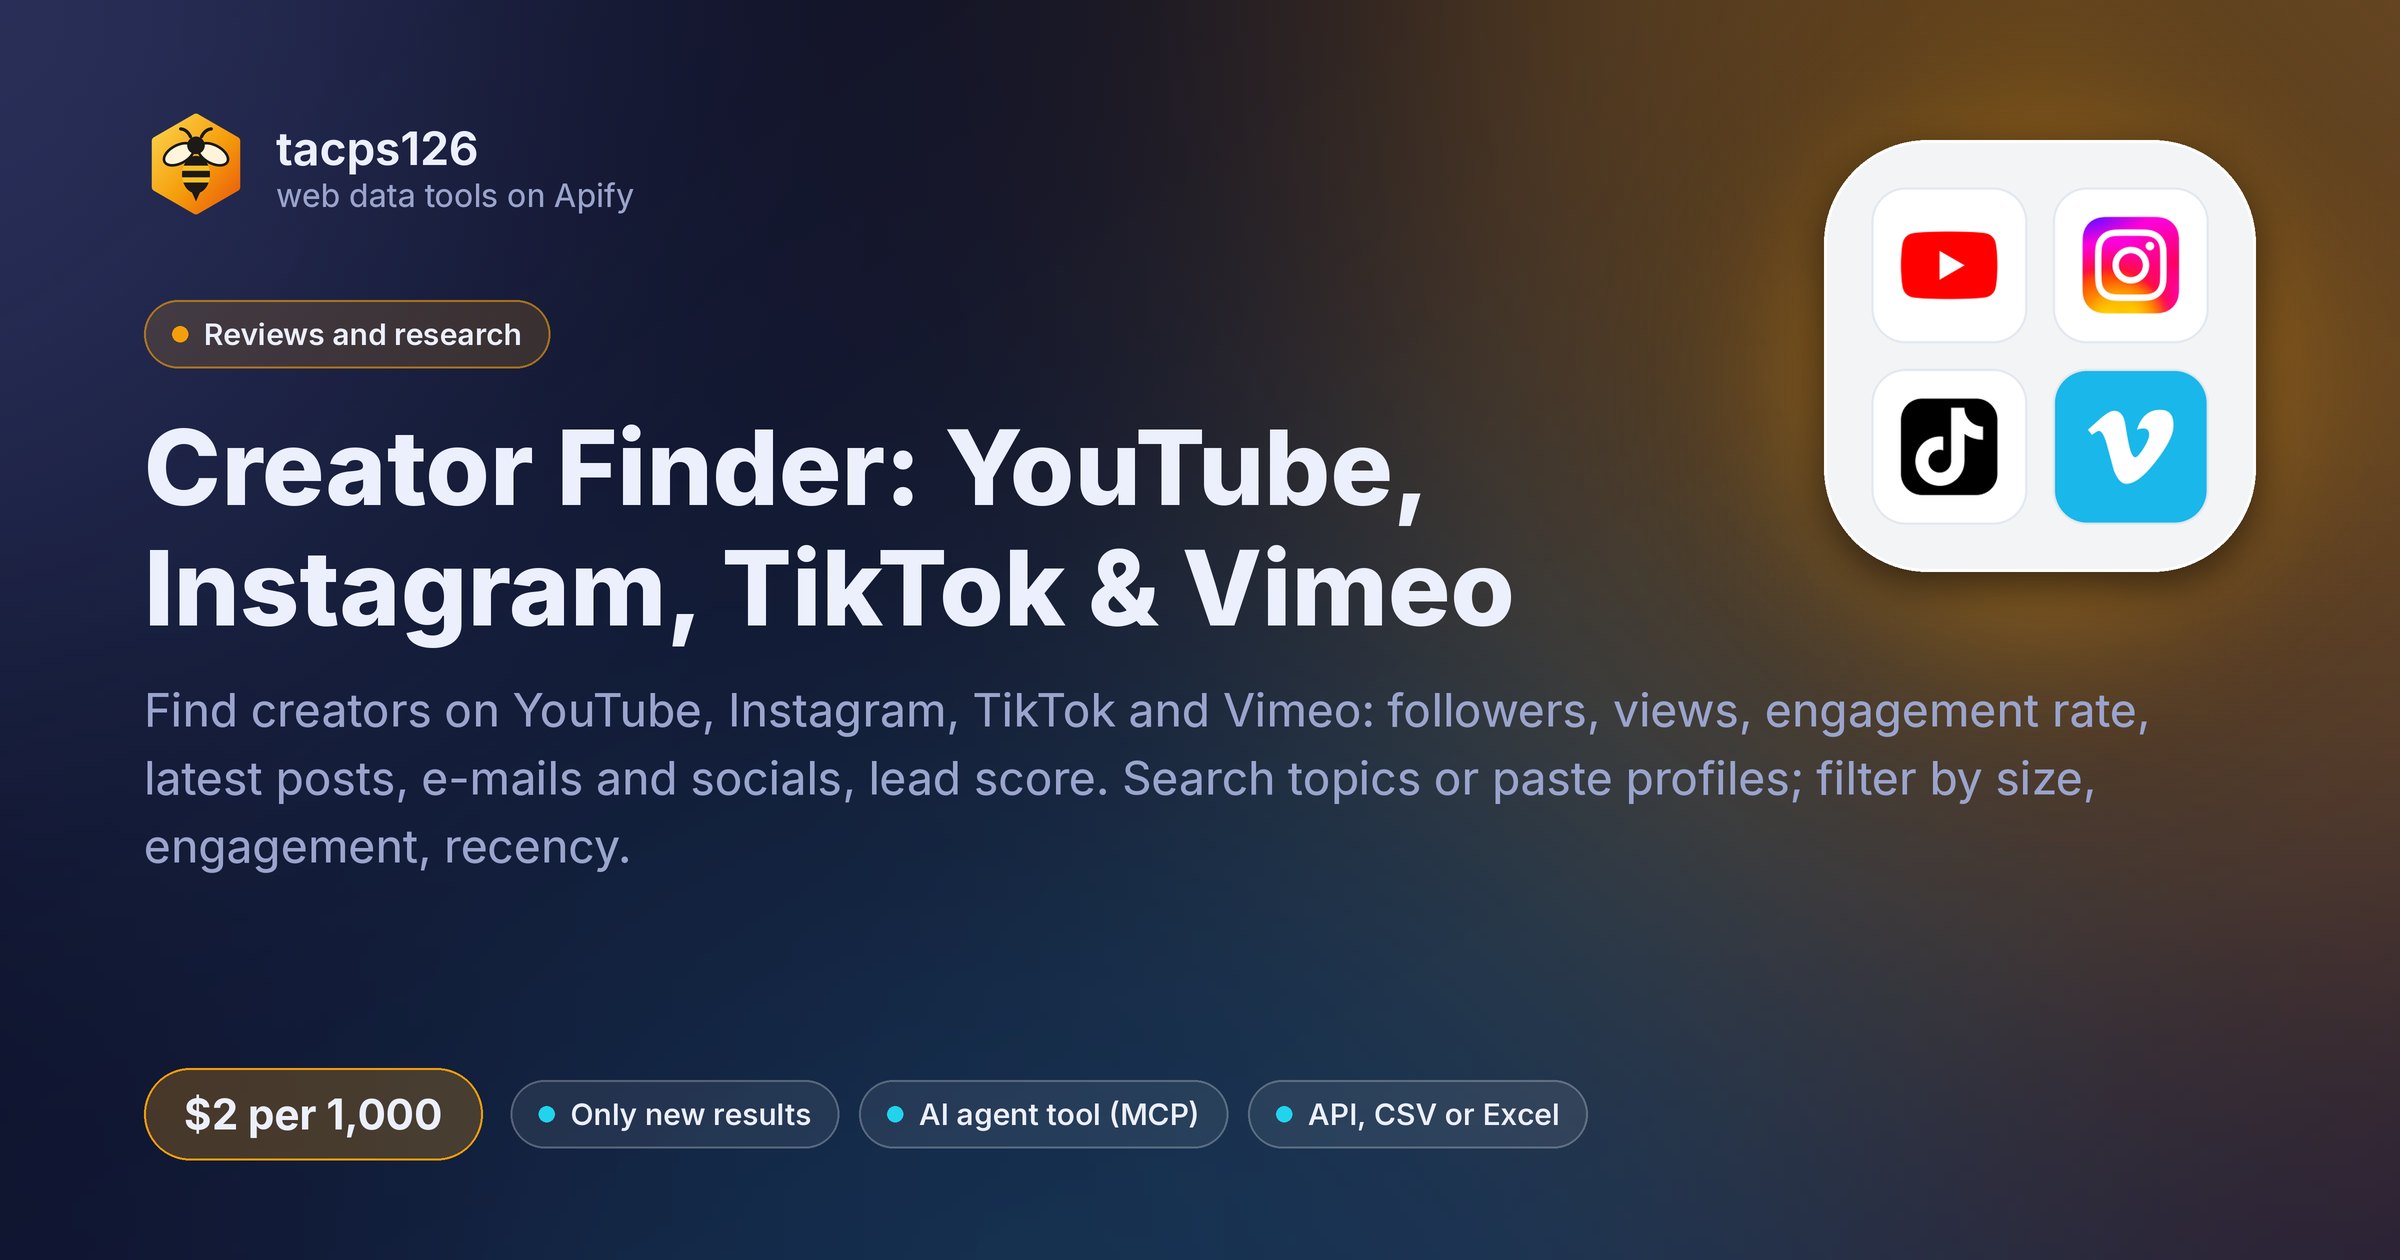 tacps126
web data tools on Apify
Reviews and research
Creator Finder: YouTube,
Instagram, TikTok & Vimeo
Find creators on YouTube, Instagram, TikTok and Vimeo: followers, views, engagement rate,
latest posts, e-mails and socials, lead score. Search topics or paste profiles; filter by size,
engagement, recency.
$2 per 1,000
Only new results
AI agent tool (MCP)
API, CSV or Excel